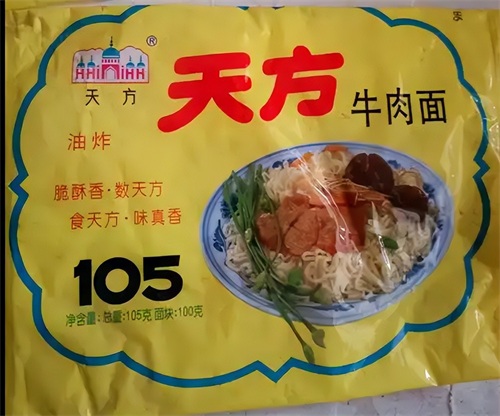 ®
天方
天方
牛肉面
油炸
脆酥香·数天方
食天方·味真香
105
净含量:总量:105克 面块:100克